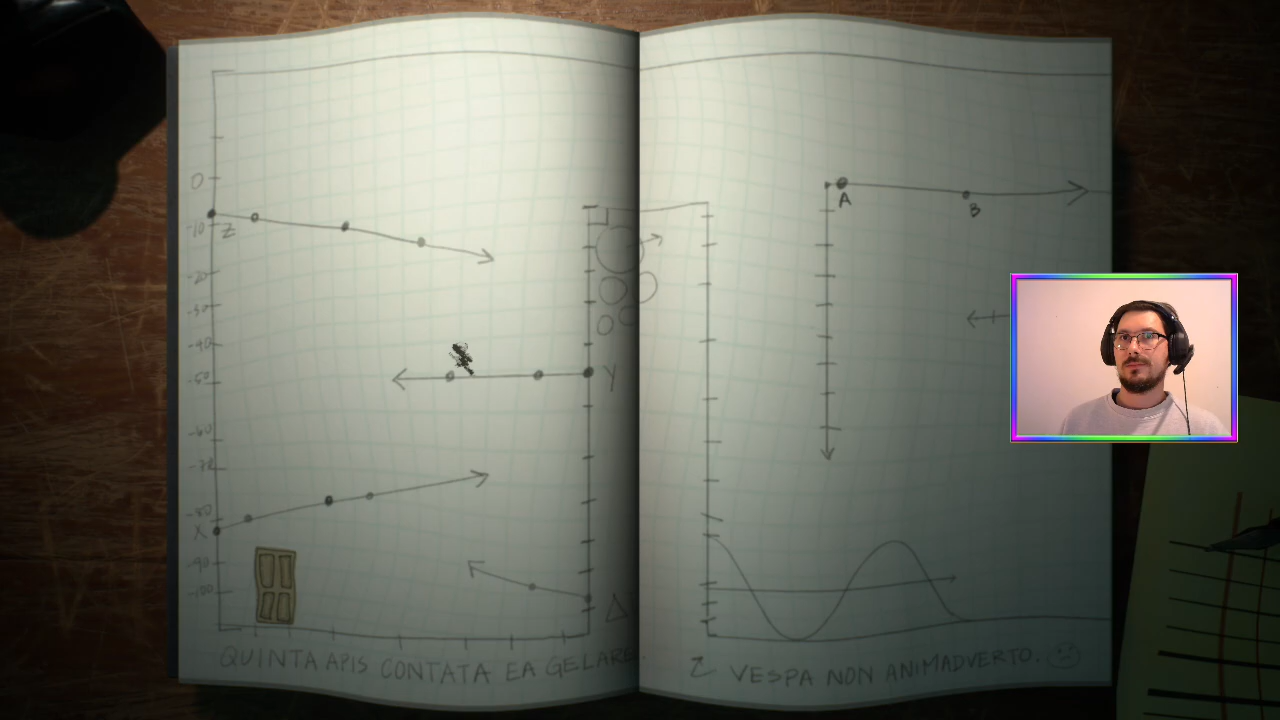 0
-10
Z
-20
-30
-40
-50
Y
-60
-70
-80
X
-90
-100
A
B
QUINTA APIS CONTATA EA GELARE.
Z VESPA NON ANIMADVERTO.